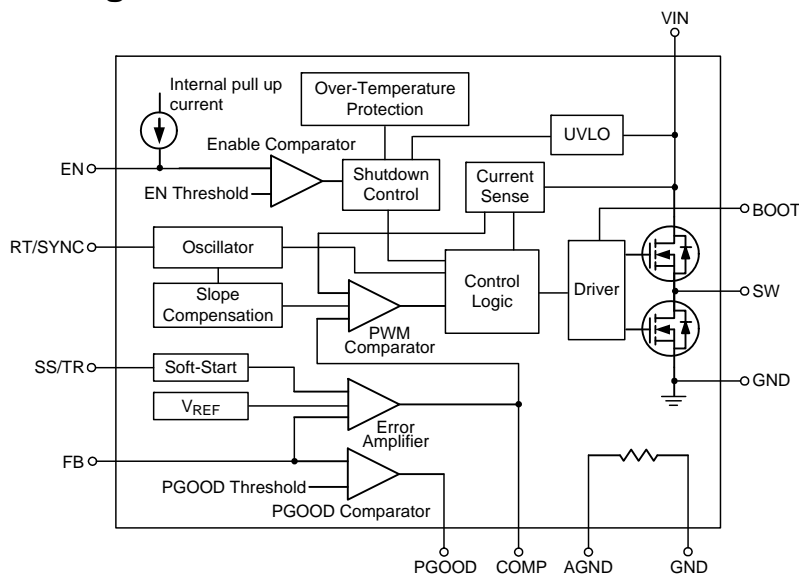 VIN
Internal pull up
current
Over-Temperature
Protection
UVLO
Enable Comparator
EN
EN Threshold
Shutdown
Control
Current
Sense
BOOT
RT/SYNC
Oscillator
Slope
Compensation
Control
Logic
Driver
SW
PWM
Comparator
SS/TR
Soft-Start
VREF
GND
Error
Amplifier
FB
PGOOD Threshold
PGOOD Comparator
PGOOD
COMP
AGND
GND